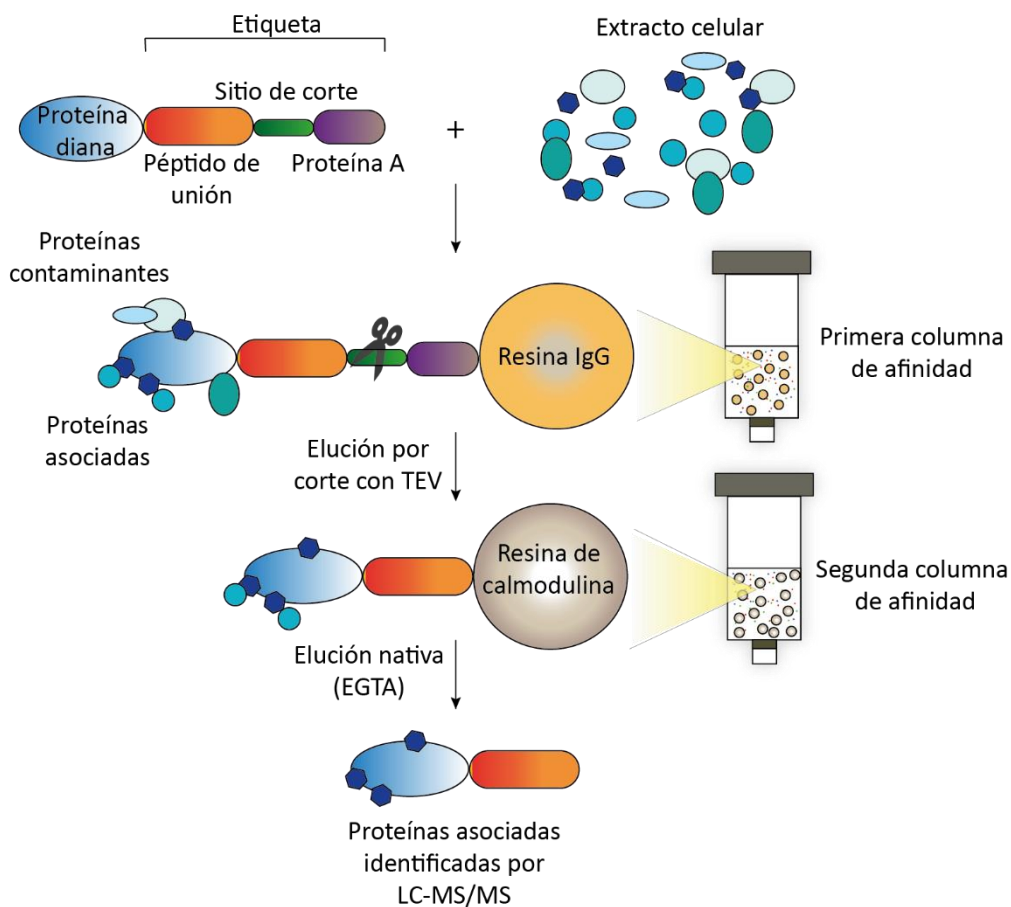 Etiqueta
Extracto celular
Sitio de corte
Proteína
diana
Péptido de
unión
Proteína A
+
Proteínas
contaminantes
Resina IgG
Primera columna
de afinidad
Proteínas
asociadas
Elución por
corte con TEV
Resina de
calmodulina
Segunda columna
de afinidad
Elución nativa
(EGTA)
Proteínas asociadas
identificadas por
LC-MS/MS